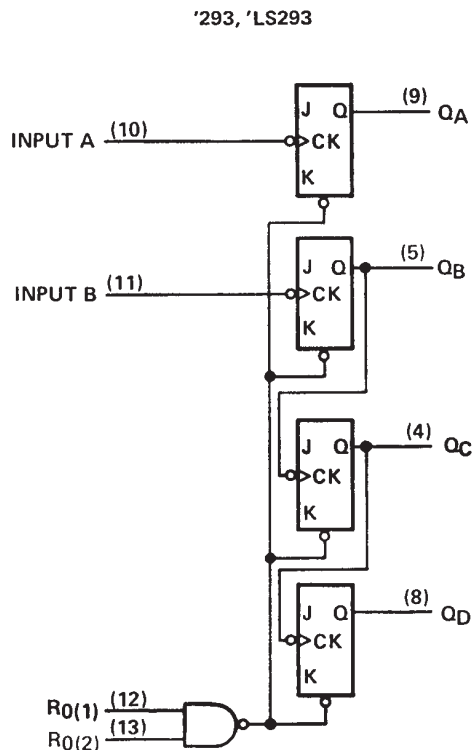 '293, 'LS293
J Q (9) QA
INPUT A (10) CK
K
J Q (5) QB
INPUT B (11) CK
K
J Q (4) QC
CK
K
J Q (8) QD
CK
K
R0(1) (12)
R0(2) (13)